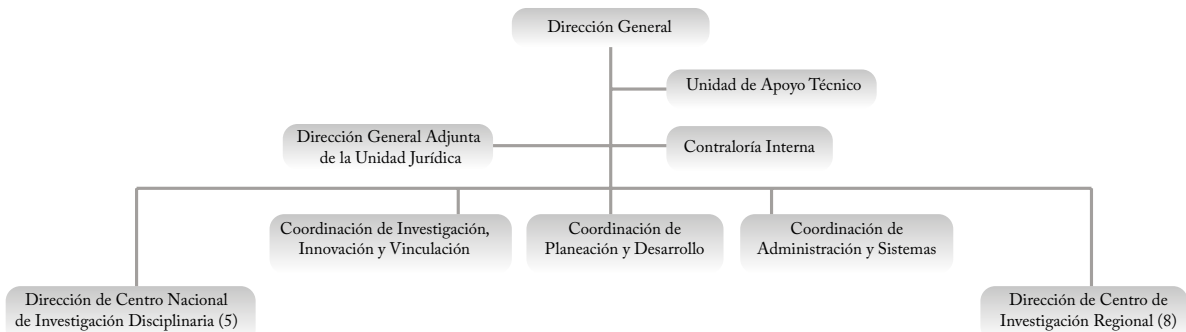 Dirección General
Unidad de Apoyo Técnico
Dirección General Adjunta
de la Unidad Jurídica
Contraloría Interna
Coordinación de Investigación,
Innovación y Vinculación
Coordinación de
Planeación y Desarrollo
Coordinación de
Administración y Sistemas
Dirección de Centro Nacional
de Investigación Disciplinaria (5)
Dirección de Centro de
Investigación Regional (8)